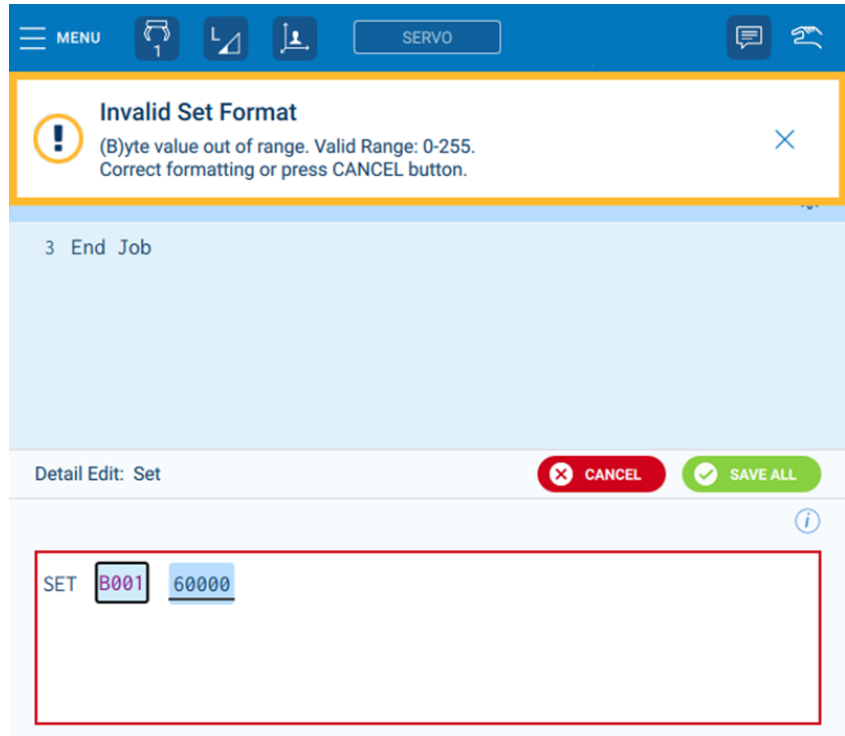 MENU
1
L
SERVO
Invalid Set Format
(B)yte value out of range. Valid Range: 0-255.
Correct formatting or press CANCEL button.
3 End Job
Detail Edit: Set
CANCEL
SAVE ALL
i
SET B001 60000